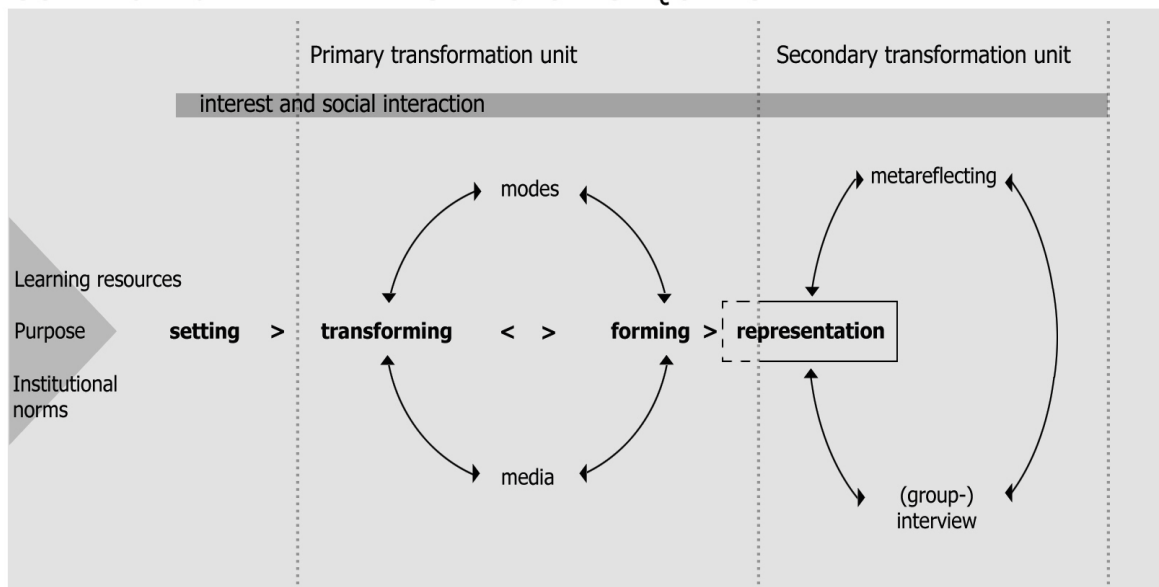 Primary transformation unit
Secondary transformation unit
interest and social interaction
modes
metareflecting
Learning resources
Purpose
setting > transforming < > forming > representation
Institutional
norms
media
(group-)
interview